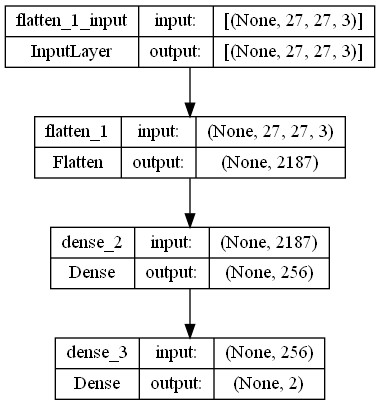 flatten_1_input input: [(None, 27, 27, 3)]
InputLayer output: [(None, 27, 27, 3)]
flatten_1 input: (None, 27, 27, 3)
Flatten output: (None, 2187)
dense_2 input: (None, 2187)
Dense output: (None, 256)
dense_3 input: (None, 256)
Dense output: (None, 2)